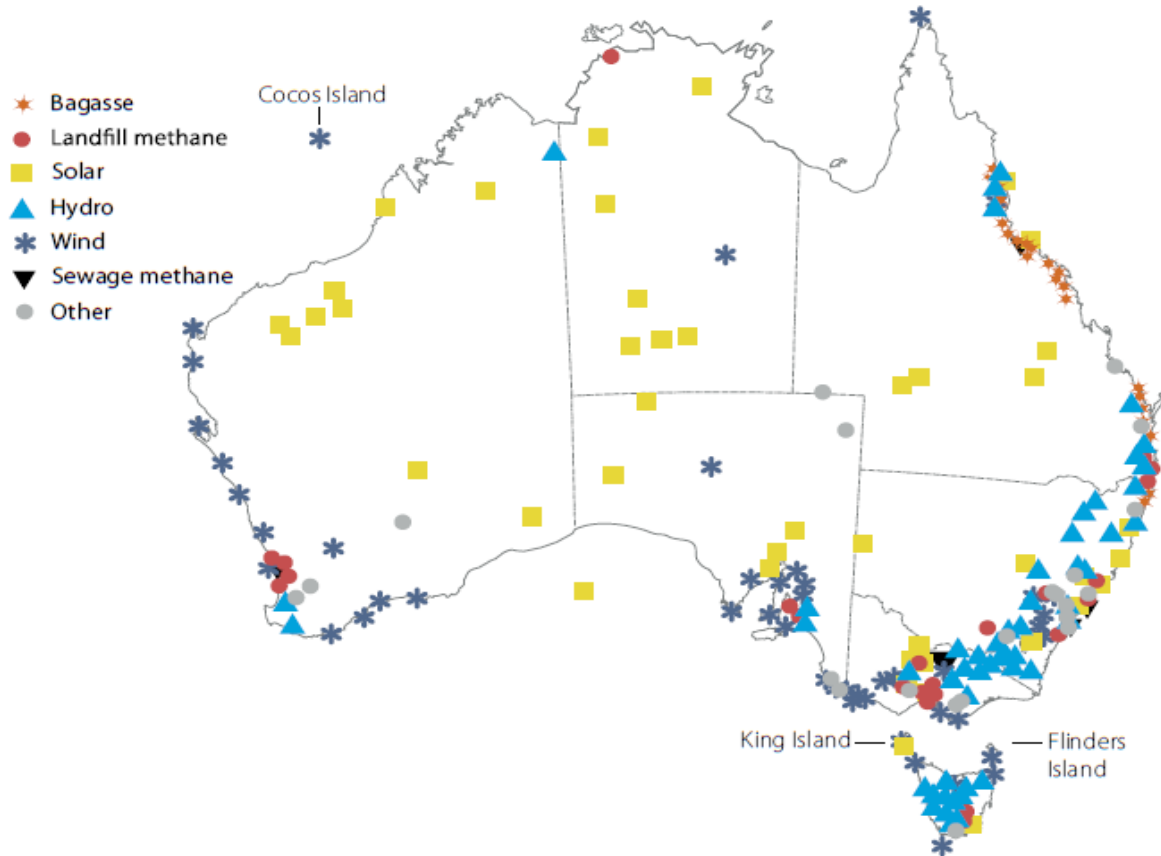 Cocos Island
Bagasse
Landfill methane
Solar
Hydro
Wind
Sewage methane
Other
King Island
Flinders
Island